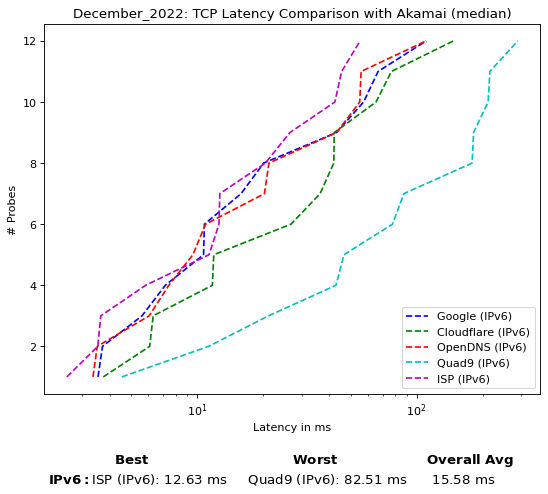 December_2022: TCP Latency Comparison with Akamai (median)
12
10
8
6
4
2
# Probes
10¹
10²
Latency in ms
Google (IPv6)
Cloudflare (IPv6)
OpenDNS (IPv6)
Quad9 (IPv6)
ISP (IPv6)
Best Worst Overall Avg
IPv6: ISP (IPv6): 12.63 ms Quad9 (IPv6): 82.51 ms 15.58 ms